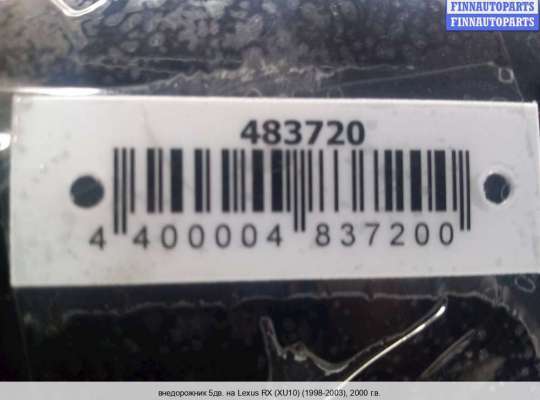 FINNAUTOPARTS
FINNAUTOPARTS
483720
4 400004 837200
внедорожник 5дв. на Lexus RX (XU10) (1998-2003), 2000 г.в.